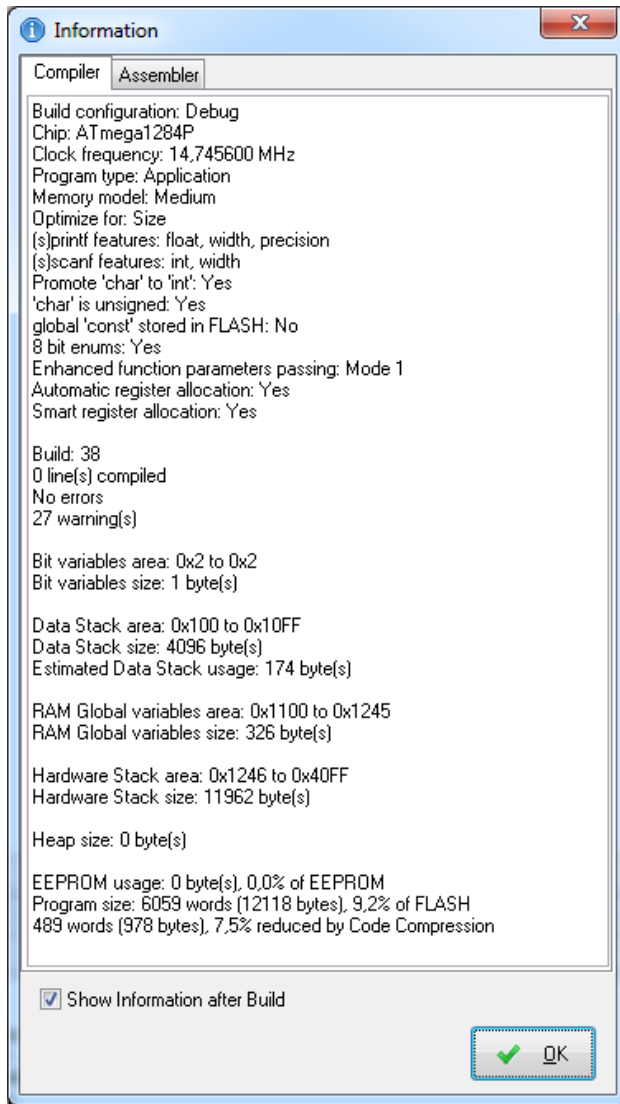 Information
Compiler
Assembler
Build configuration: Debug
Chip: ATmega1284P
Clock frequency: 14,745600 MHz
Program type: Application
Memory model: Medium
Optimize for: Size
(s)printf features: float, width, precision
(s)scanf features: int, width
Promote 'char' to 'int': Yes
'char' is unsigned: Yes
global 'const' stored in FLASH: No
8 bit enums: Yes
Enhanced function parameters passing: Mode 1
Automatic register allocation: Yes
Smart register allocation: Yes
Build: 38
0 line(s) compiled
No errors
27 warning(s)
Bit variables area: 0x2 to 0x2
Bit variables size: 1 byte(s)
Data Stack area: 0x100 to 0x10FF
Data Stack size: 4096 byte(s)
Estimated Data Stack usage: 174 byte(s)
RAM Global variables area: 0x1100 to 0x1245
RAM Global variables size: 326 byte(s)
Hardware Stack area: 0x1246 to 0x40FF
Hardware Stack size: 11962 byte(s)
Heap size: 0 byte(s)
EEPROM usage: 0 byte(s), 0,0% of EEPROM
Program size: 6059 words (12118 bytes), 9,2% of FLASH
489 words (978 bytes), 7,5% reduced by Code Compression
Show Information after Build
OK